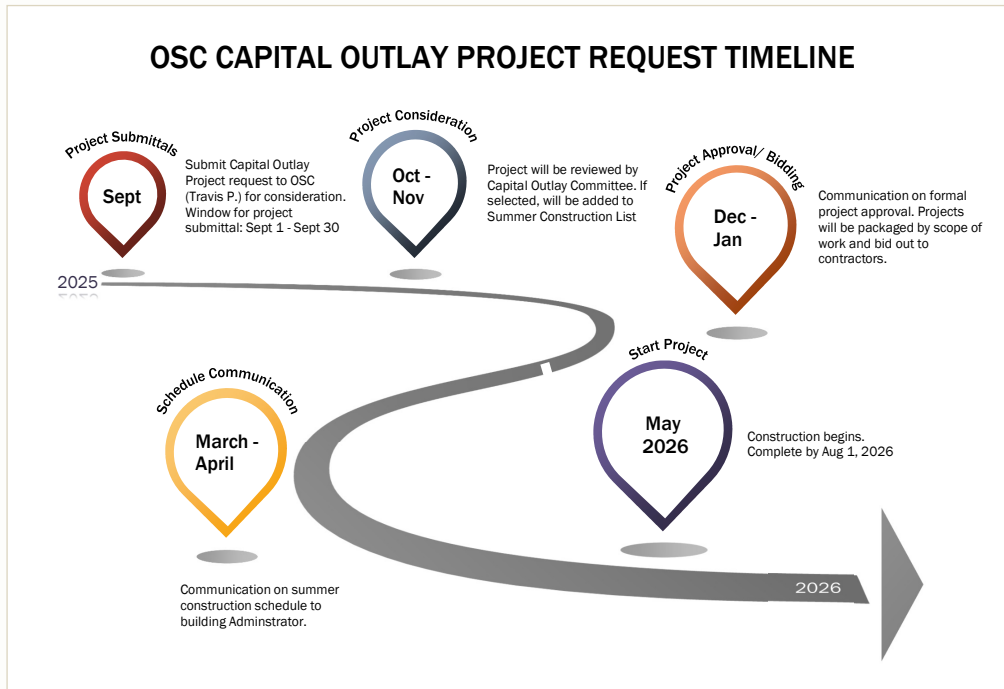 OSC CAPITAL OUTLAY PROJECT REQUEST TIMELINE
Project Submittals
Sept
Submit Capital Outlay
Project request to OSC
(Travis P.) for consideration.
Window for project
submittal: Sept 1 - Sept 30
Project Consideration
Oct -
Nov
Project will be reviewed by
Capital Outlay Committee. If
selected, will be added to
Summer Construction List
Project Approval/ Bidding
Dec -
Jan
Communication on formal
project approval. Projects
will be packaged by scope of
work and bid out to
contractors.
2025
Schedule Communication
March -
April
Communication on summer
construction schedule to
building Adminstrator.
Start Project
May
2026
Construction begins.
Complete by Aug 1, 2026
2026